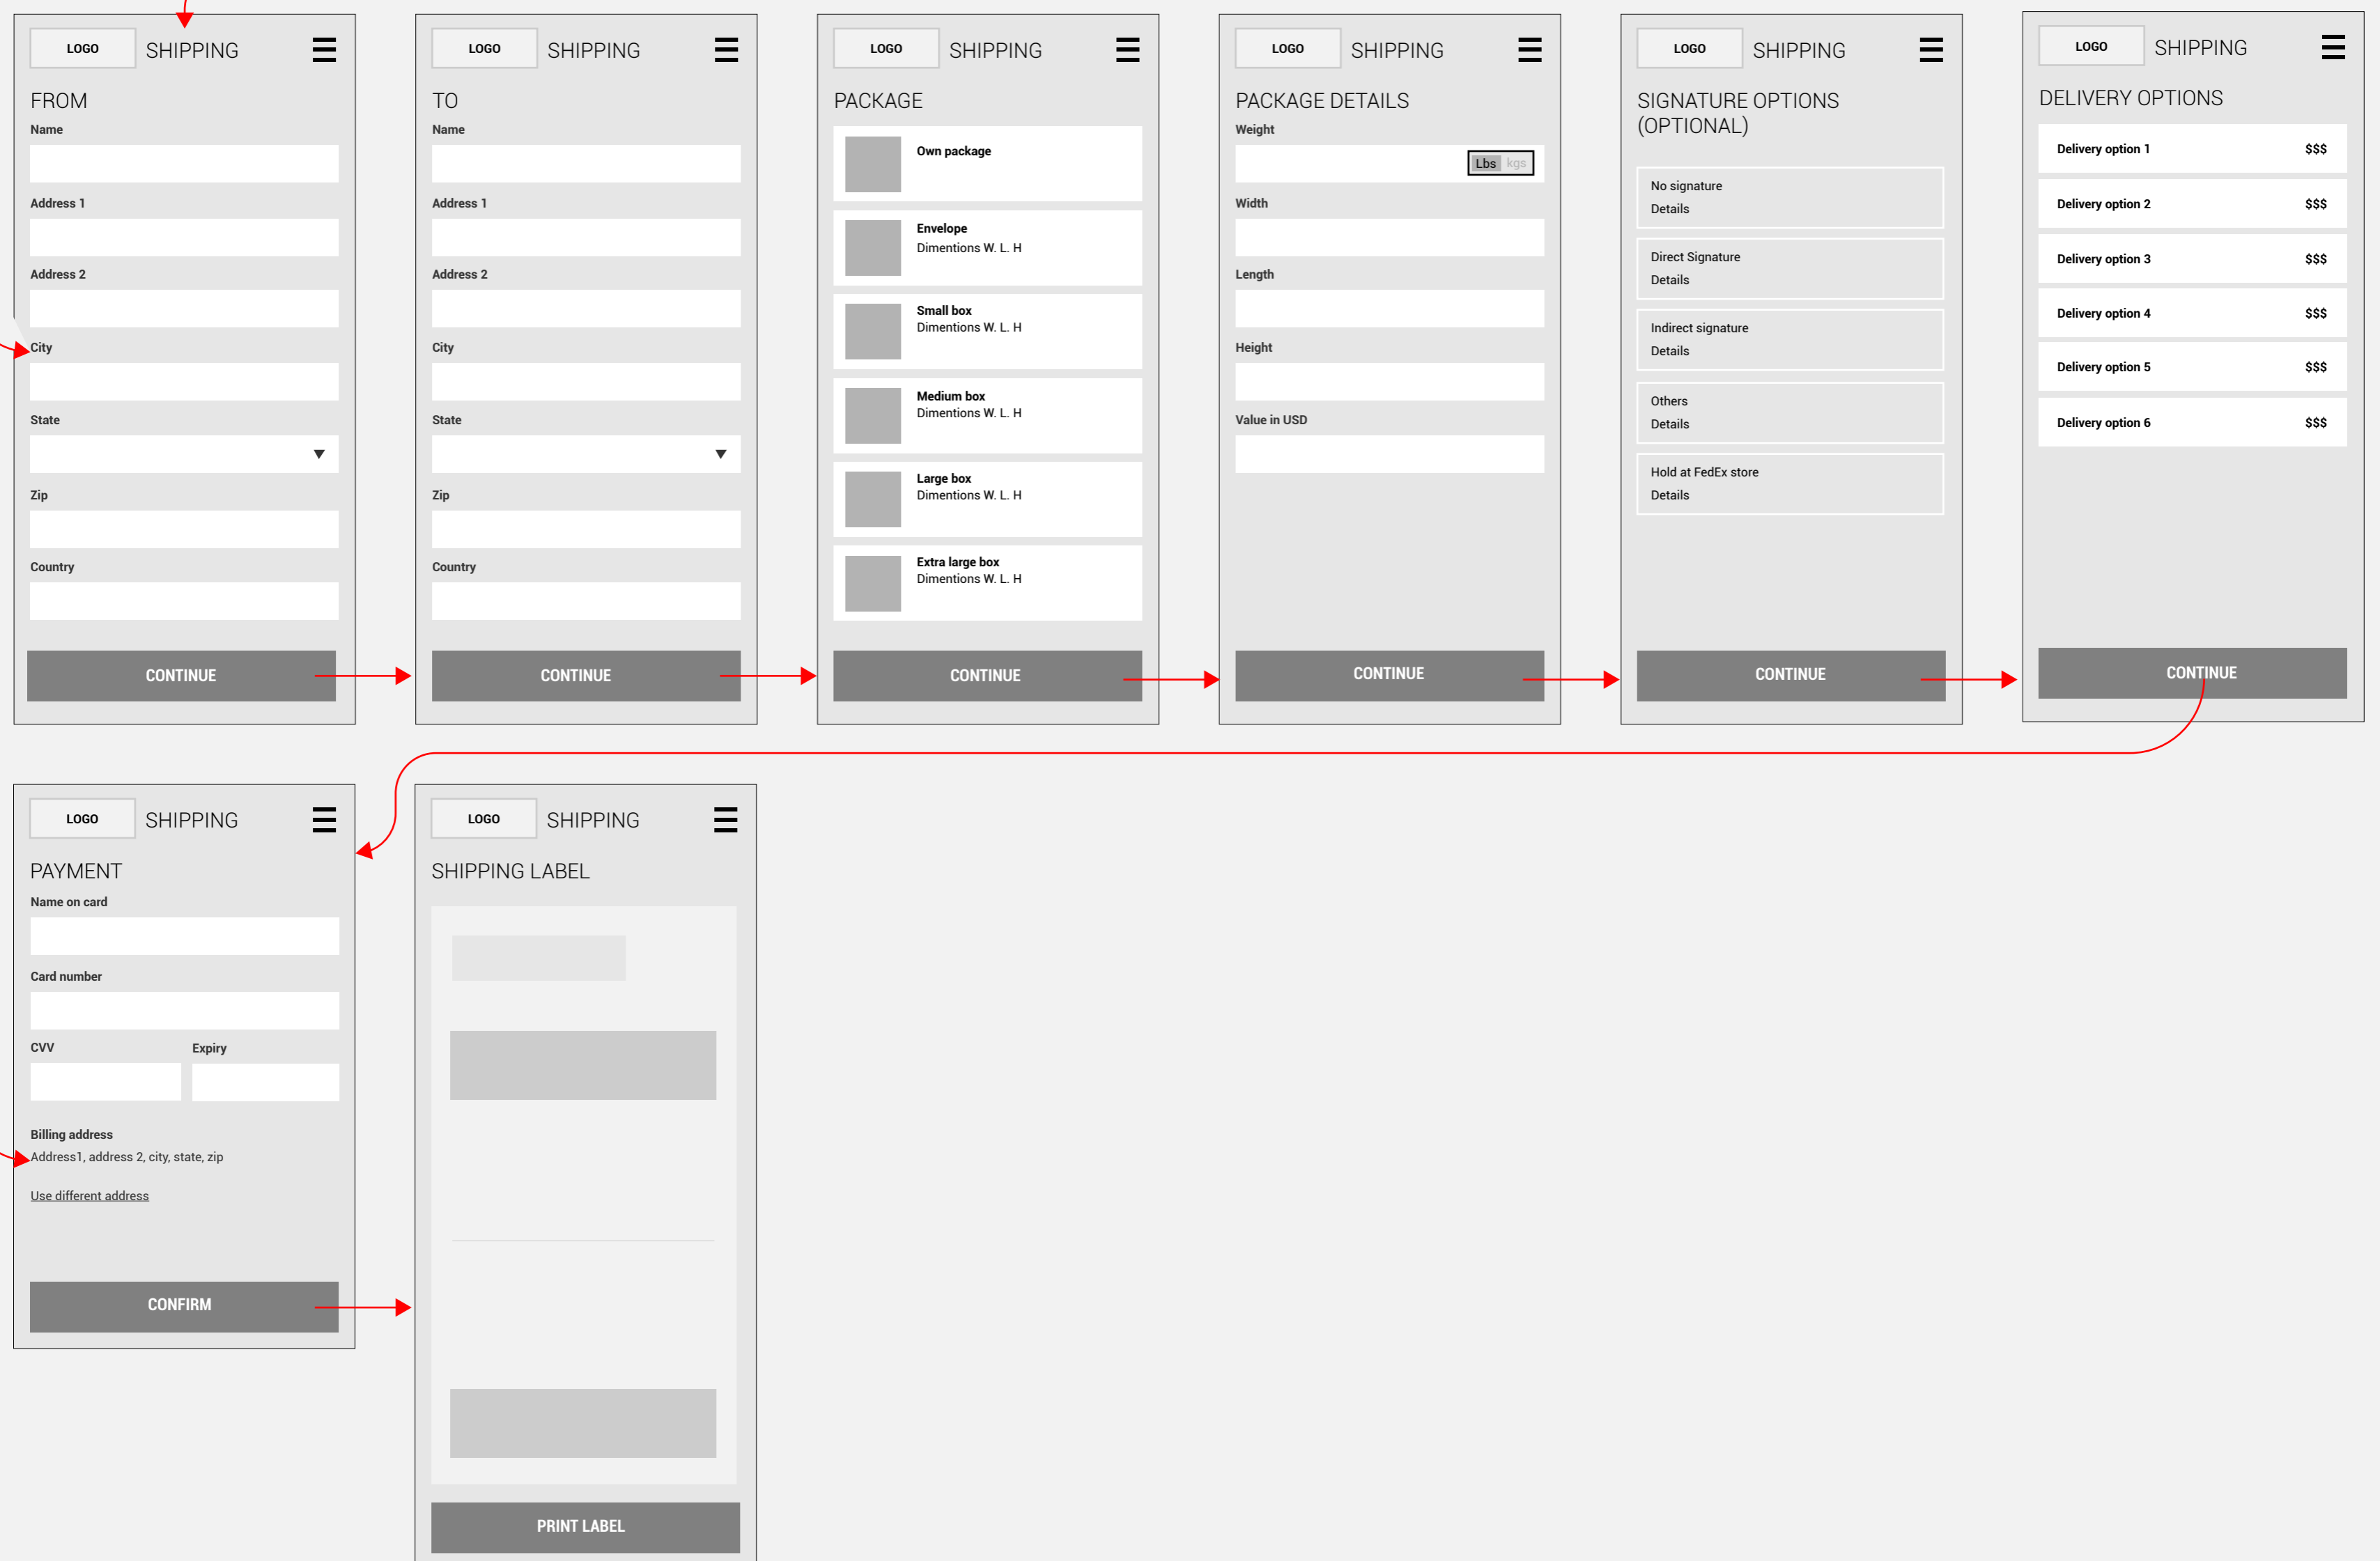 LOGO SHIPPING
FROM
Name
Address 1
Address 2
City
State
Zip
Country
CONTINUE
LOGO SHIPPING
TO
Name
Address 1
Address 2
City
State
Zip
Country
CONTINUE
LOGO SHIPPING
PACKAGE
Own package
Envelope
Dimentions W. L. H
Small box
Dimentions W. L. H
Medium box
Dimentions W. L. H
Large box
Dimentions W. L. H
Extra large box
Dimentions W. L. H
CONTINUE
LOGO SHIPPING
PACKAGE DETAILS
Weight
Lbs kgs
Width
Length
Height
Value in USD
CONTINUE
LOGO SHIPPING
SIGNATURE OPTIONS
(OPTIONAL)
No signature
Details
Direct Signature
Details
Indirect signature
Details
Others
Details
Hold at FedEx store
Details
CONTINUE
LOGO SHIPPING
DELIVERY OPTIONS
Delivery option 1 $$$
Delivery option 2 $$$
Delivery option 3 $$$
Delivery option 4 $$$
Delivery option 5 $$$
Delivery option 6 $$$
CONTINUE
LOGO SHIPPING
PAYMENT
Name on card
Card number
CVV Expiry
Billing address
Address1, address 2, city, state, zip
Use different address
CONFIRM
LOGO SHIPPING
SHIPPING LABEL
PRINT LABEL